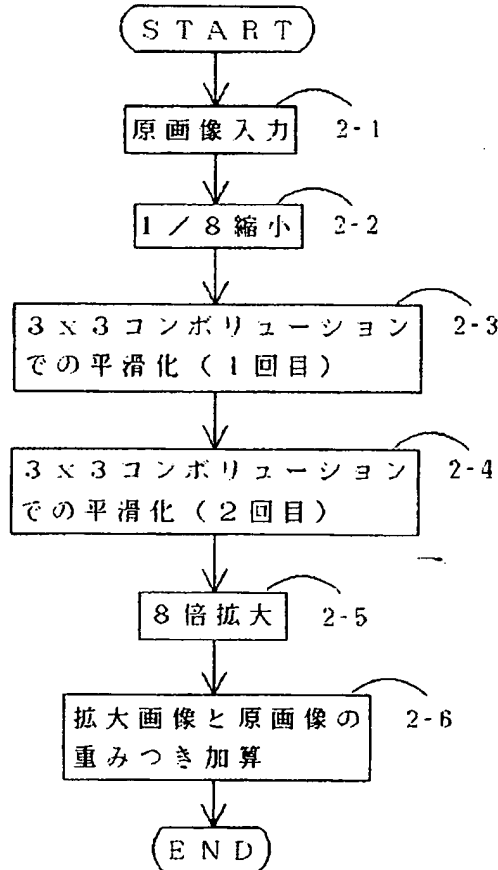 START
原画像入力 2-1
1/8縮小 2-2
3x3コンボリューション 2-3
での平滑化(1回目)
3x3コンボリューション 2-4
での平滑化(2回目)
8倍拡大 2-5
拡大画像と原画像の 2-6
重みつき加算
END